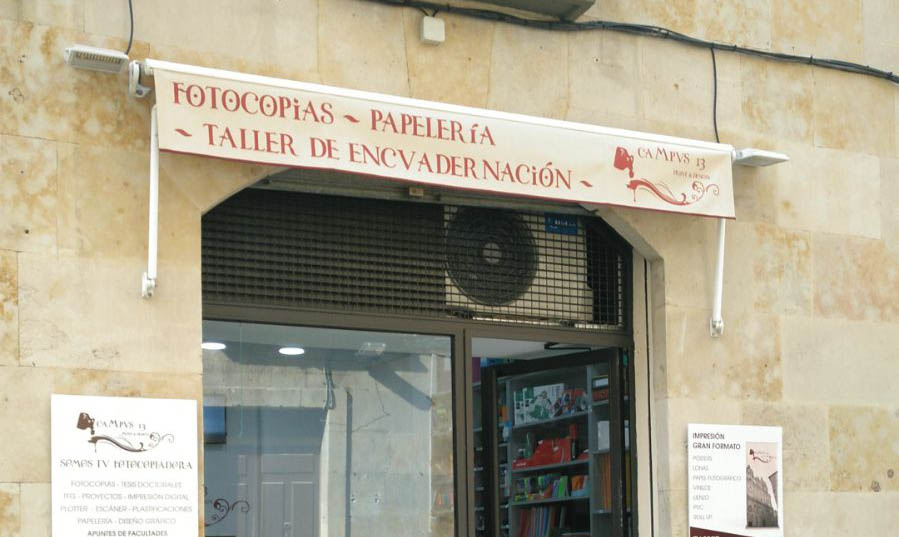 FOTOCOPiAS ~ PAPELERíA
~ TALLER DE ENCVADERNACiÓN ~
CAMPVS 13
CAMPVS 13
SOMOS TV FOTOCOPIADORA
FOTOCOPIAS - TESIS DOCTORALES
TFG - PROYECTOS - IMPRESIÓN DIGITAL
PLOTTER - ESCÁNER - PLASTIFICACIONES
PAPELERÍA - DISEÑO GRÁFICO
APUNTES DE FACULTADES
IMPRESIÓN
GRAN FORMATO
PÓSTERS
LONAS
PAPEL FOTOGRÁFICO
VINILOS
LIENZO
PVC
ROLL UP